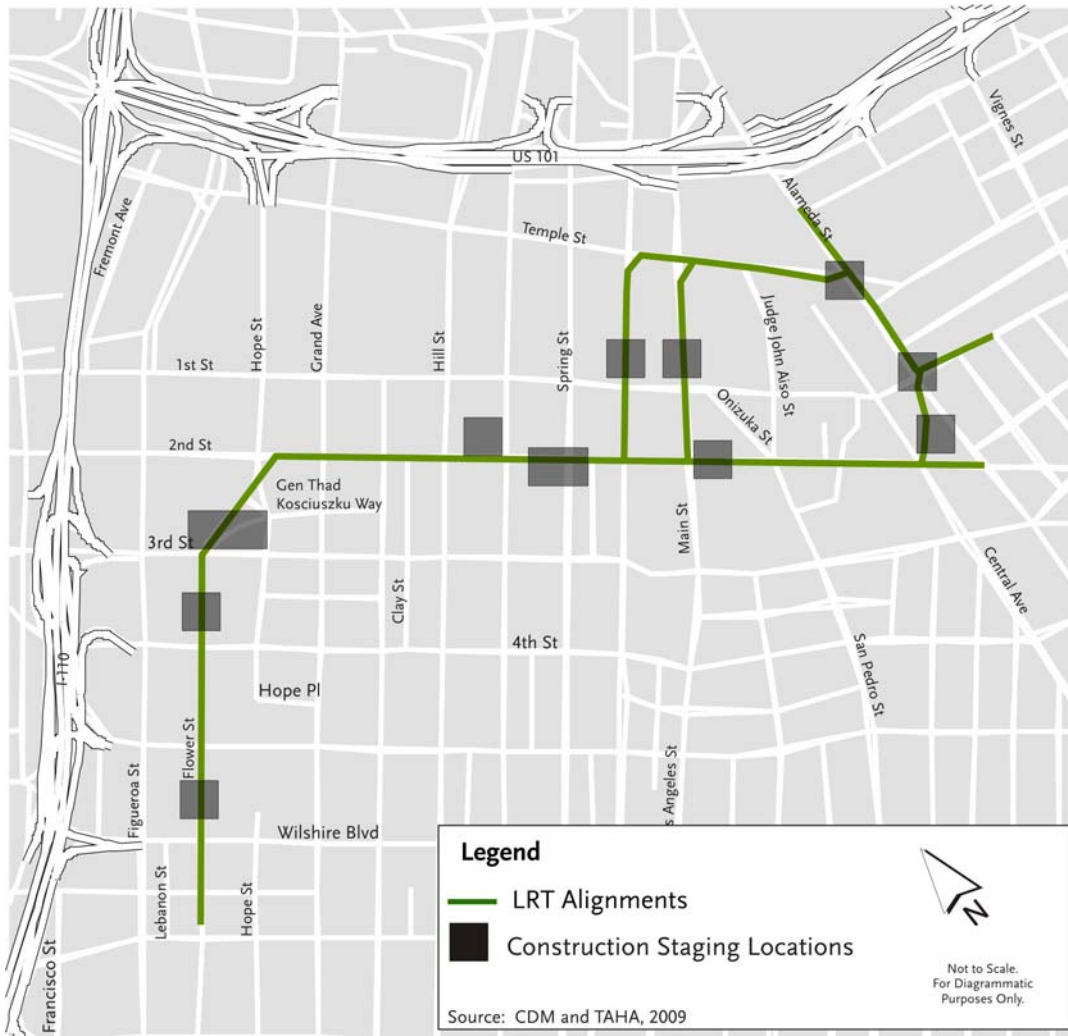 Vignes St
US 101
Alameda St
Fremont Ave
Temple St
Judge John Aiso St
Hope St
Grand Ave
Hill St
Spring St
1st St
Onizuka St
2nd St
Gen Thad
Kosciuszku Way
Main St
3rd St
Central Ave
Clay St
4th St
San Pedro St
I-110
Hope Pl
Flower St
s Angeles St
Figueroa St
Wilshire Blvd
Lebanon St
Hope St
Francisco St
Legend
LRT Alignments
Construction Staging Locations
N
Not to Scale.
For Diagrammatic
Purposes Only.
Source: CDM and TAHA, 2009